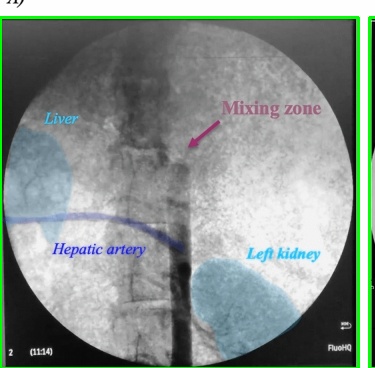 A)
Liver
Mixing zone
Hepatic artery
Left kidney
2 (11:14)
FluoHQ